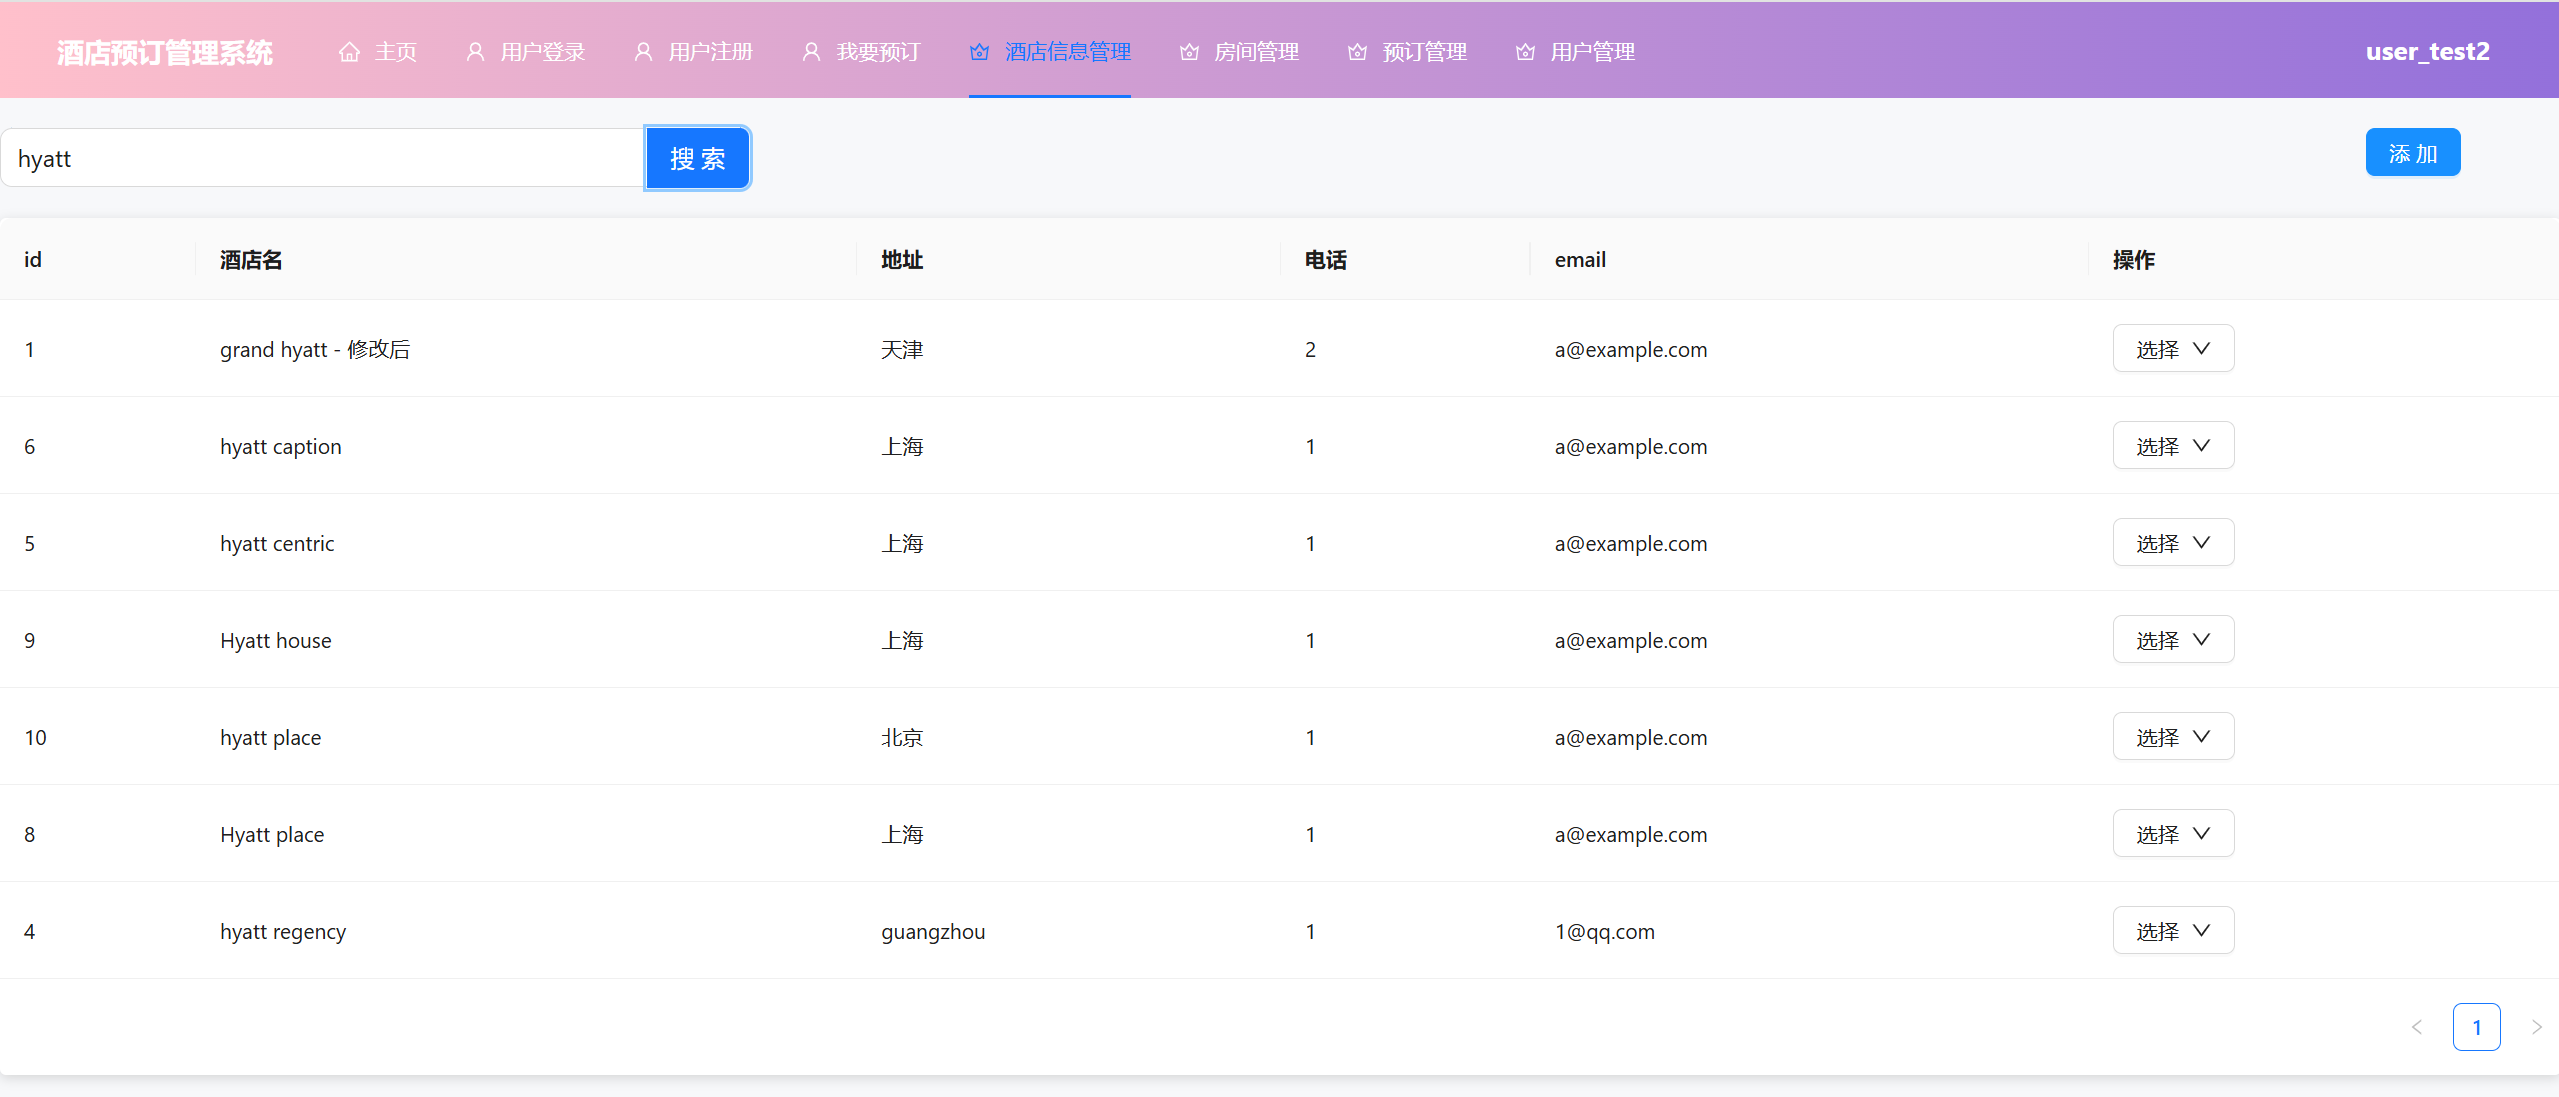 酒店预订管理系统 主页 用户登录 用户注册 我要预订 酒店信息管理 房间管理 预订管理 用户管理 user_test2
hyatt 搜索 添加
id 酒店名 地址 电话 email 操作
1 grand hyatt - 修改后 天津 2 a@example.com 选择
6 hyatt caption 上海 1 a@example.com 选择
5 hyatt centric 上海 1 a@example.com 选择
9 Hyatt house 上海 1 a@example.com 选择
10 hyatt place 北京 1 a@example.com 选择
8 Hyatt place 上海 1 a@example.com 选择
4 hyatt regency guangzhou 1 1@qq.com 选择
1